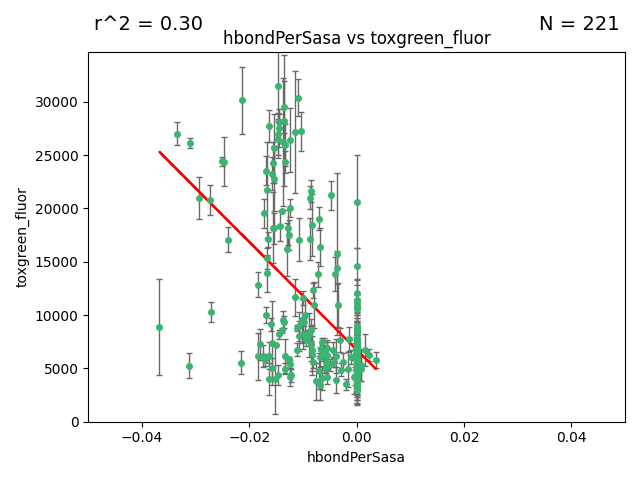 r^2 = 0.30
N = 221
hbondPerSasa vs toxgreen_fluor
30000
25000
20000
15000
10000
5000
0
toxgreen_fluor
−0.04
−0.02
0.00
0.02
0.04
hbondPerSasa